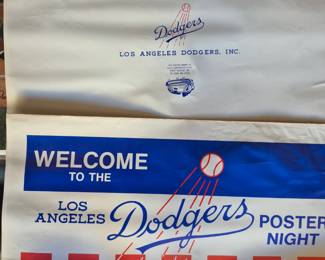 Dodgers
LOS ANGELES DODGERS, INC.
WELCOME
TO THE
LOS ANGELES Dodgers POSTER NIGHT